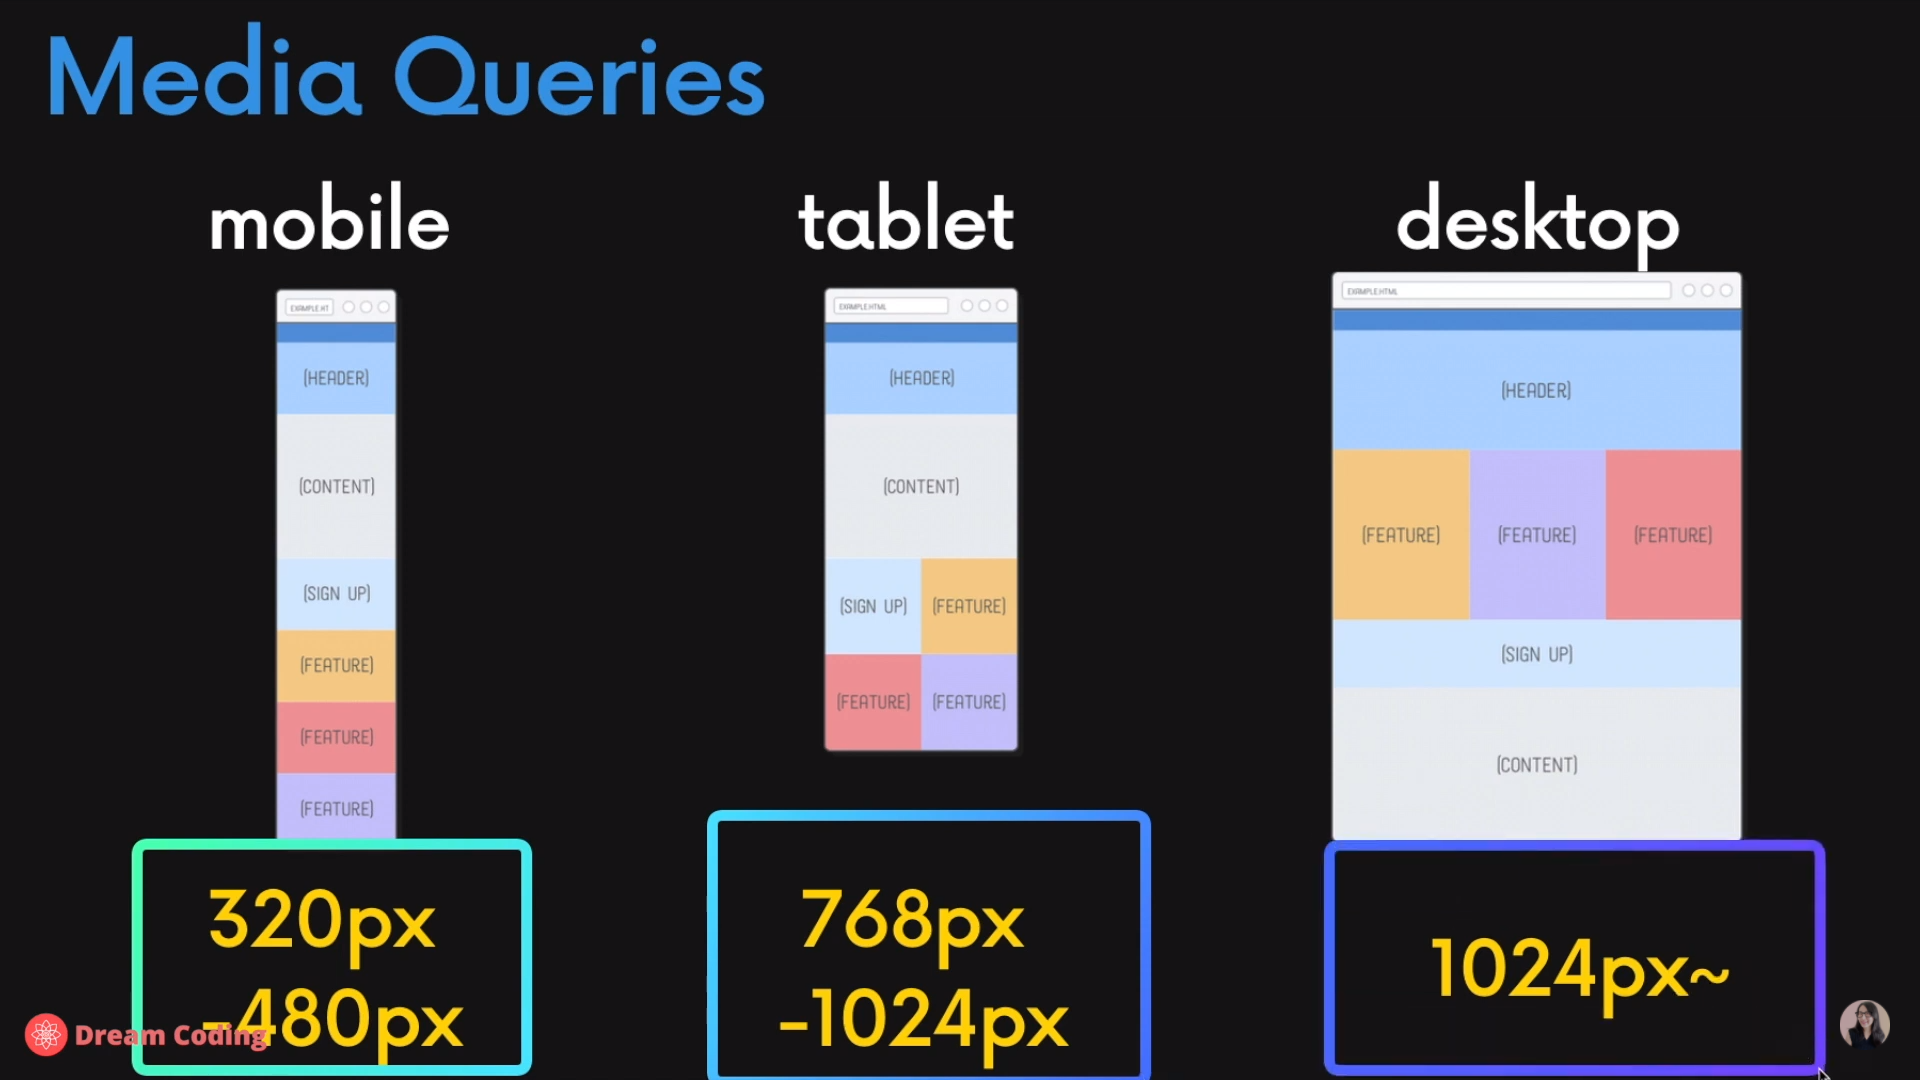 Media Queries
mobile
EXAMPLE.HT
(HEADER)
(CONTENT)
(SIGN UP)
(FEATURE)
(FEATURE)
(FEATURE)
320px
-480px
tablet
EXAMPLE.HTML
(HEADER)
(CONTENT)
(SIGN UP) (FEATURE)
(FEATURE) (FEATURE)
768px
-1024px
desktop
EXAMPLE.HTML
(HEADER)
(FEATURE) (FEATURE) (FEATURE)
(SIGN UP)
(CONTENT)
1024px~
Dream Coding